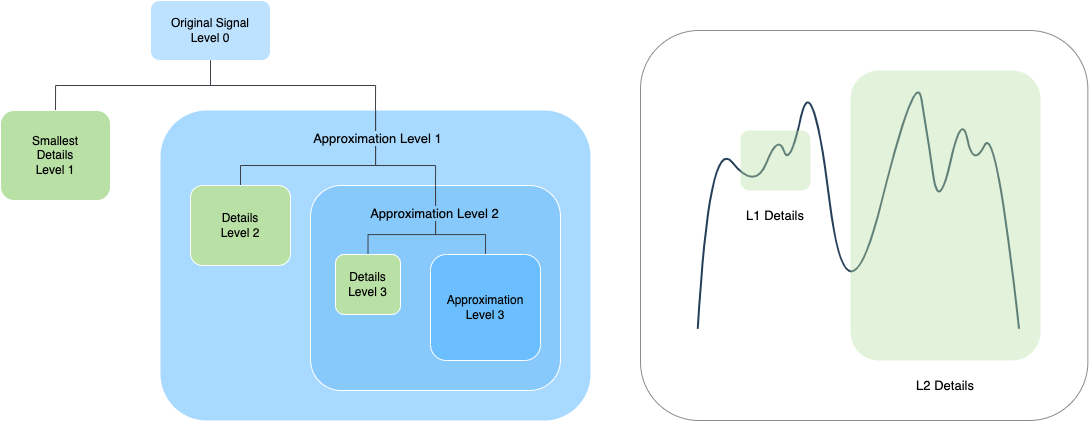 Original Signal
Level 0
Smallest
Details
Level 1
Approximation Level 1
Details
Level 2
Approximation Level 2
Details
Level 3
Approximation
Level 3
L1 Details
L2 Details